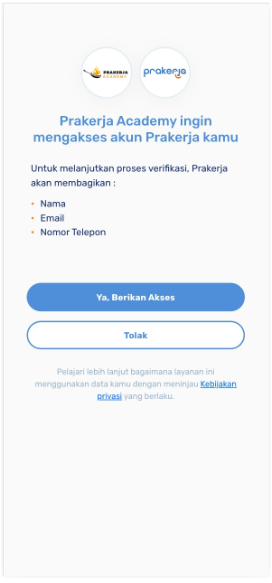 PRAKERJA
ACADEMY
prakerja
Prakerja Academy ingin
mengakses akun Prakerja kamu
Untuk melanjutkan proses verifikasi, Prakerja
akan membagikan :
• Nama
• Email
• Nomor Telepon
Ya, Berikan Akses
Tolak
Pelajari lebih lanjut bagaimana layanan ini
menggunakan data kamu dengan meninjau Kebijakan
privasi yang berlaku.